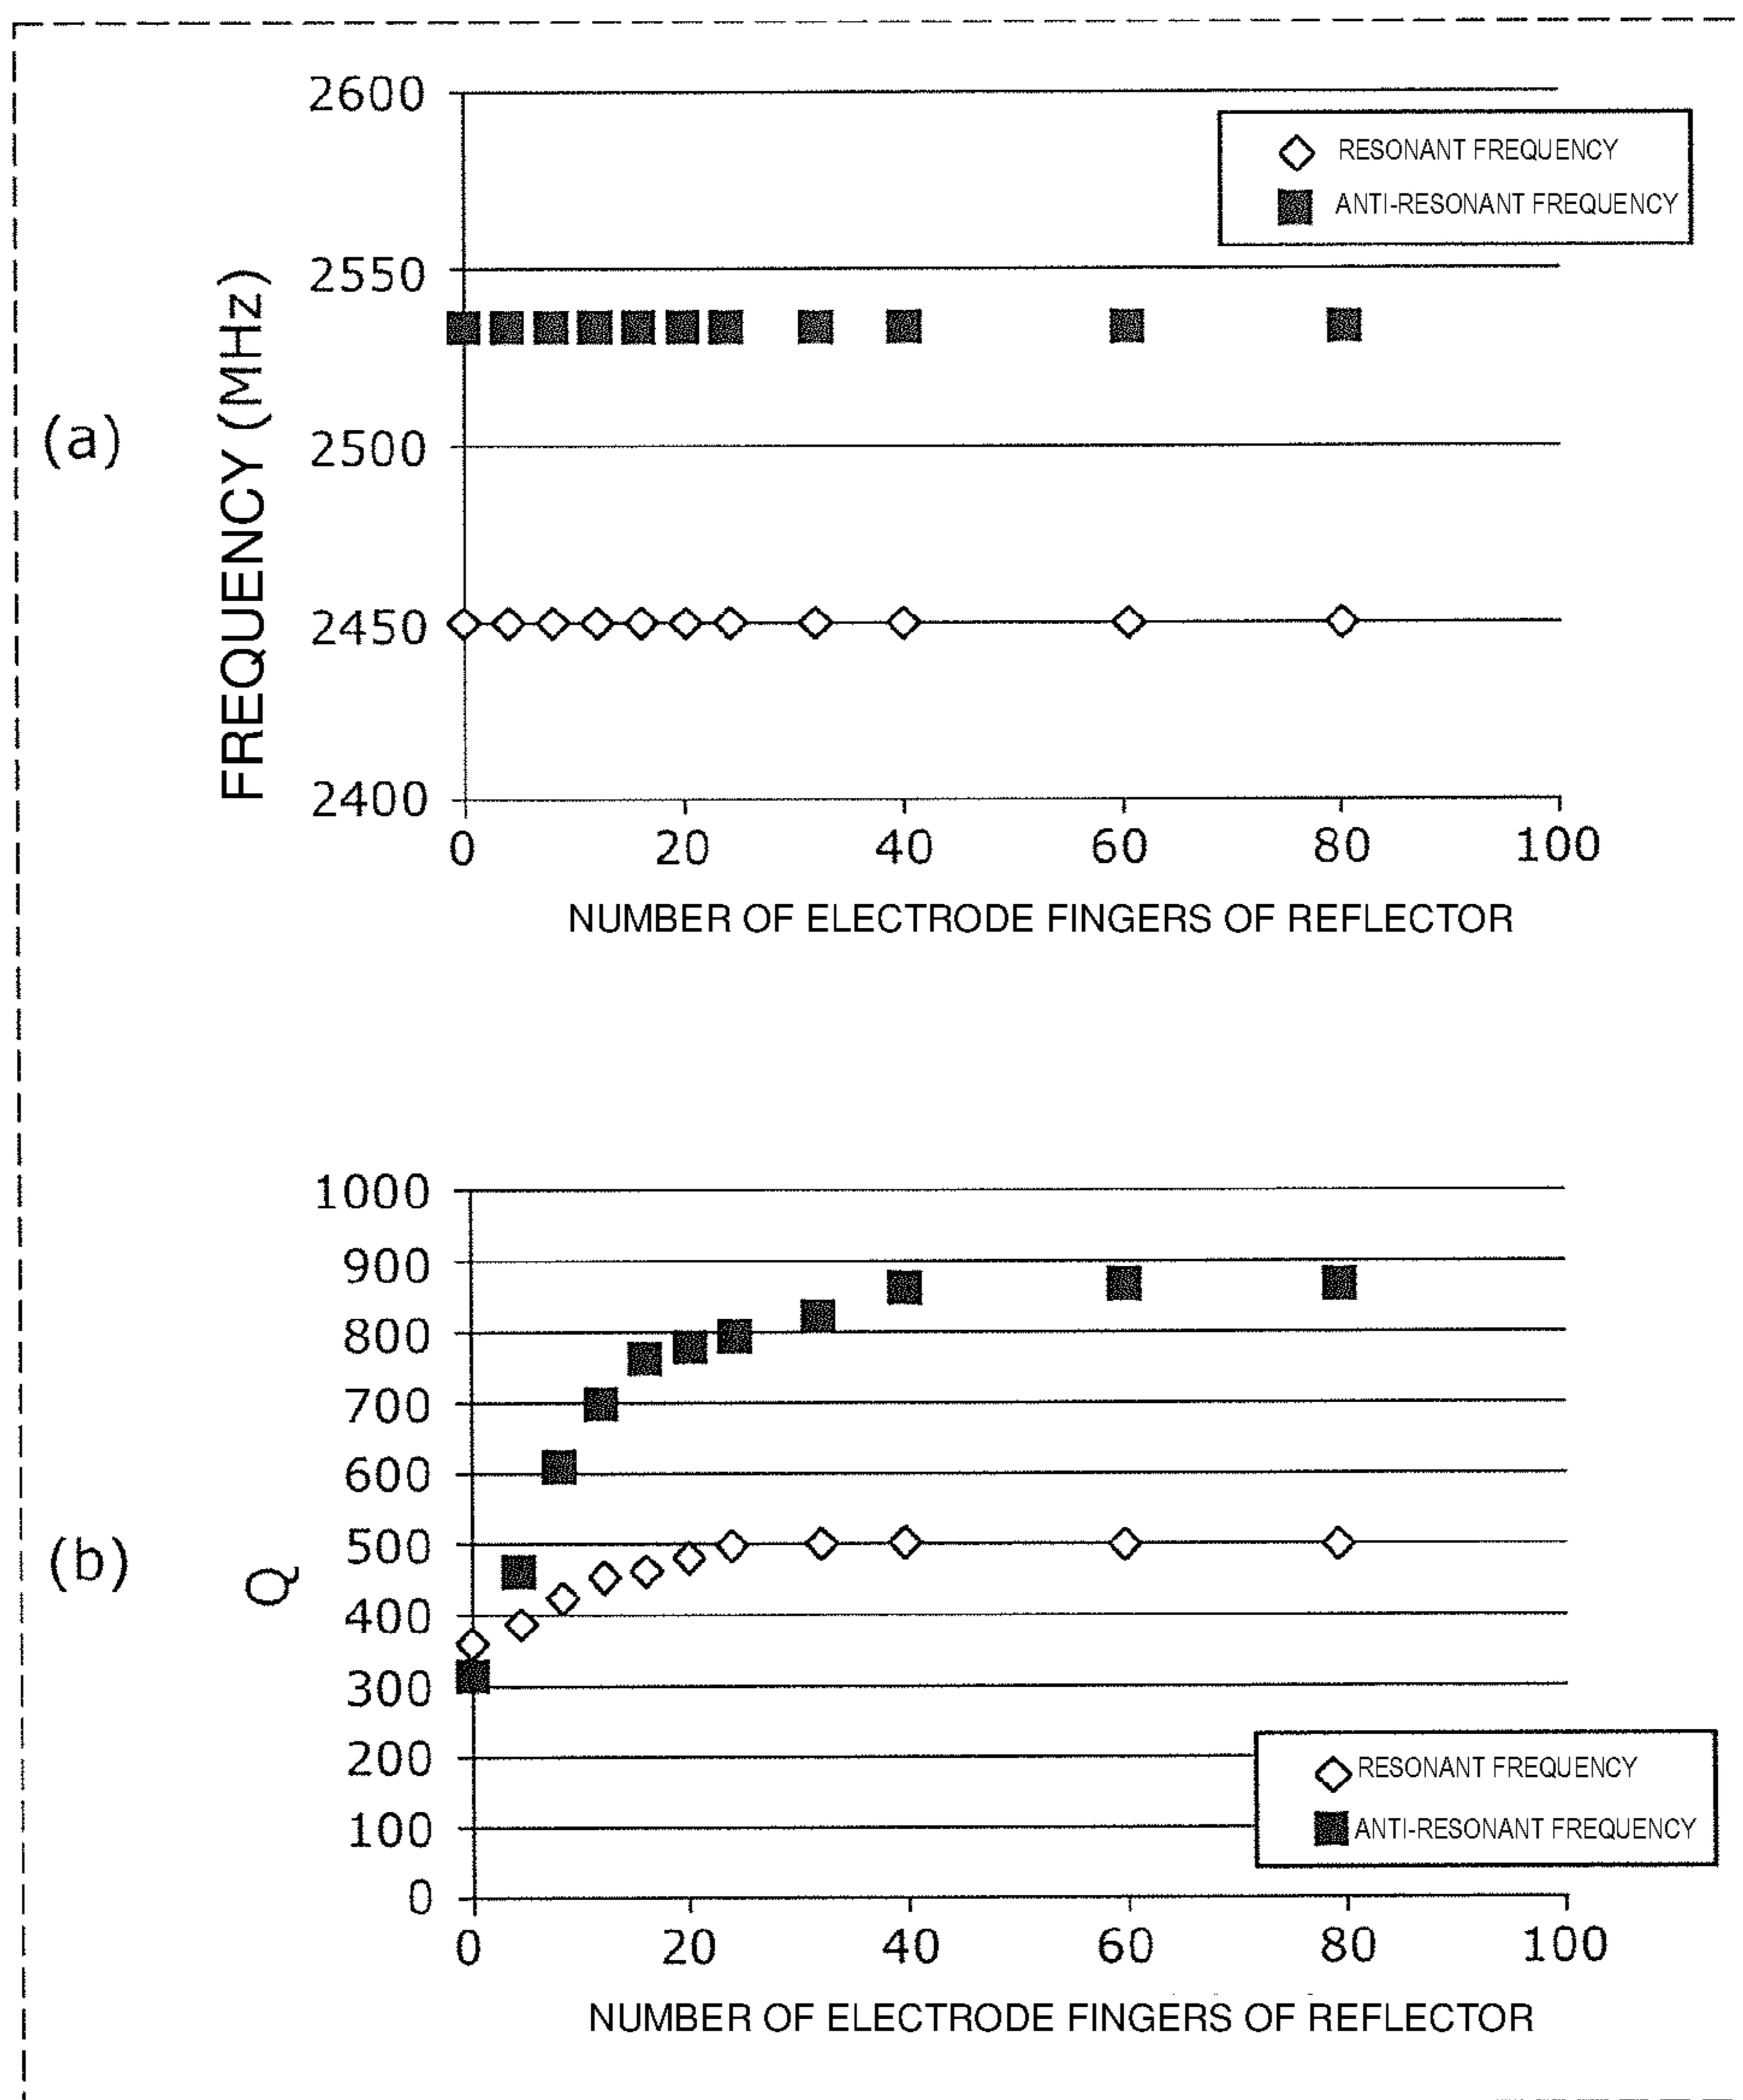 (a)
FREQUENCY (MHz)
2600
2550
2500
2450
2400
0 20 40 60 80 100
NUMBER OF ELECTRODE FINGERS OF REFLECTOR
RESONANT FREQUENCY
ANTI-RESONANT FREQUENCY
(b)
Q
1000
900
800
700
600
500
400
300
200
100
0
0 20 40 60 80 100
NUMBER OF ELECTRODE FINGERS OF REFLECTOR
RESONANT FREQUENCY
ANTI-RESONANT FREQUENCY